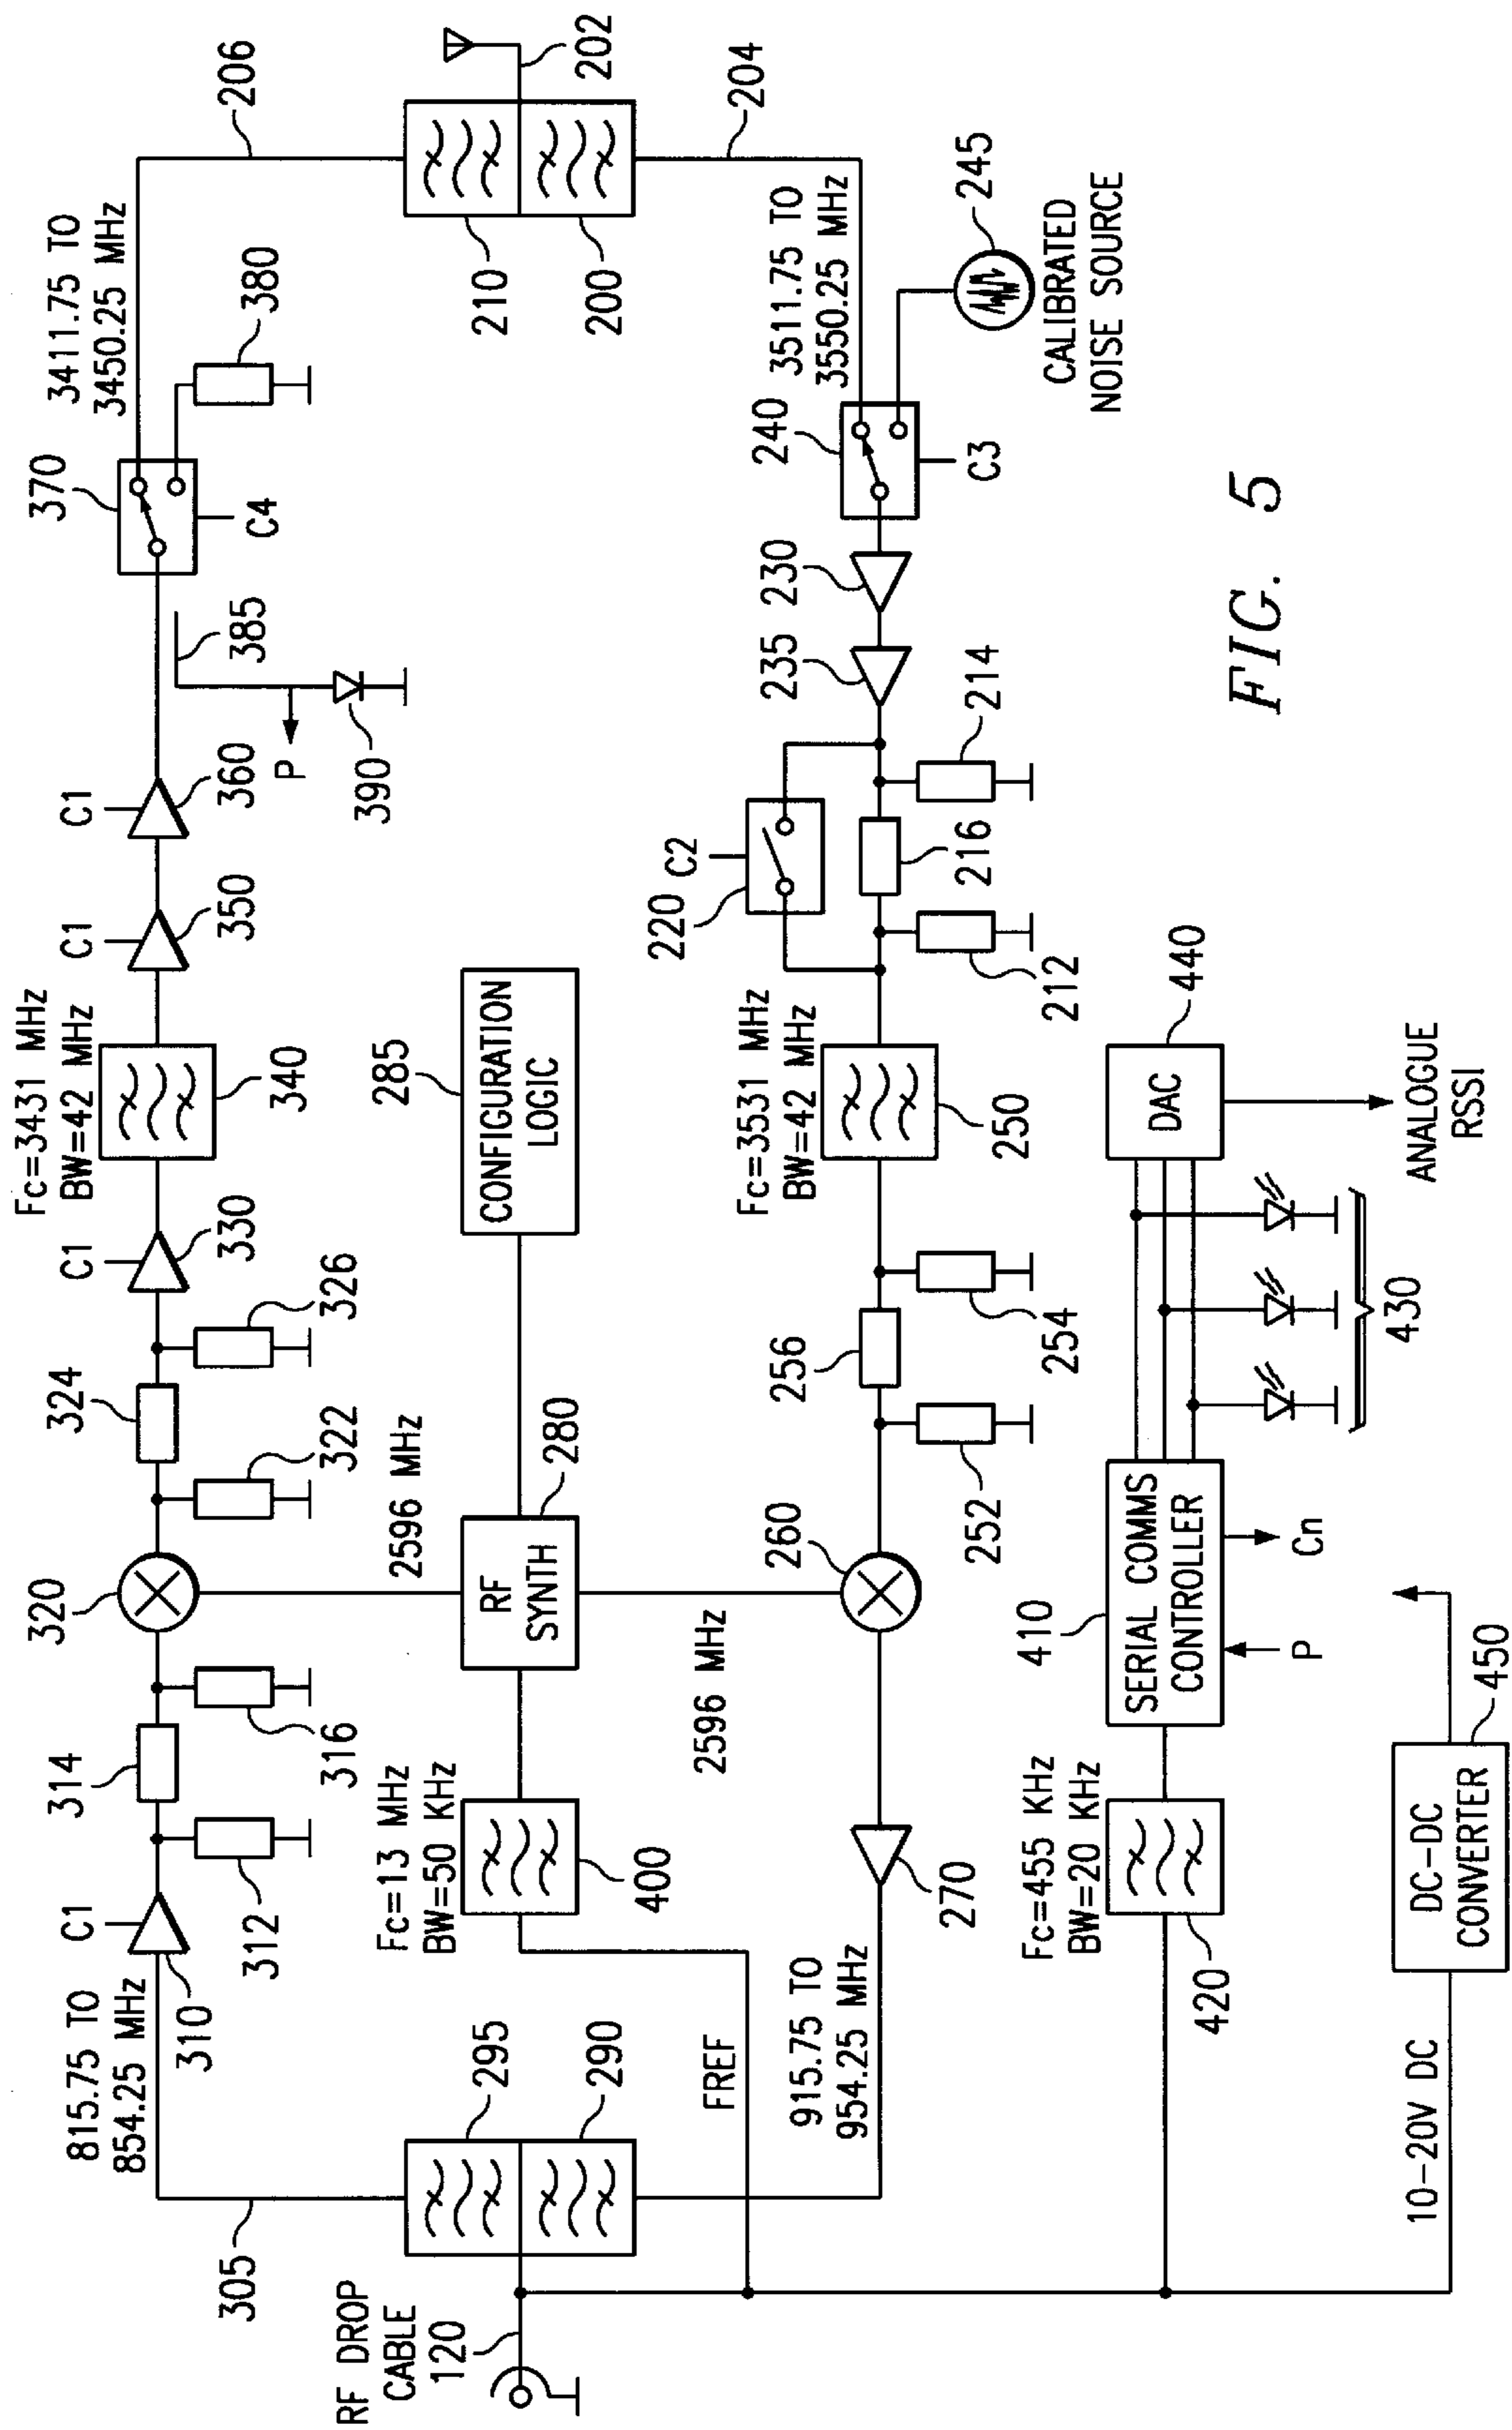 815.75 TO
854.25 MHz
305
C1
310
312
314
316
320
322
324
326
C1
330
Fc=3431 MHz
BW=42 MHz
340
C1
350
C1
360
P
385
390
370
C4
380
3411.75 TO
3450.25 MHz
206
RF DROP
CABLE
120
295
290
Fc=13 MHz
BW=50 KHz
400
FREF
2596 MHz
RF
SYNTH
280
2596 MHz
CONFIGURATION
LOGIC
285
210
200
202
204
915.75 TO
954.25 MHz
270
260
252
256
254
Fc=3531 MHz
BW=42 MHz
250
220
C2
212
216
214
235
230
240
C3
3511.75 TO
3550.25 MHz
245
CALIBRATED
NOISE SOURCE
Fc=455 KHz
BW=20 KHz
420
410
SERIAL COMMS
CONTROLLER
P
Cn
430
DAC
440
ANALOGUE
RSSI
10-20V DC
DC-DC
CONVERTER
450
FIG. 5